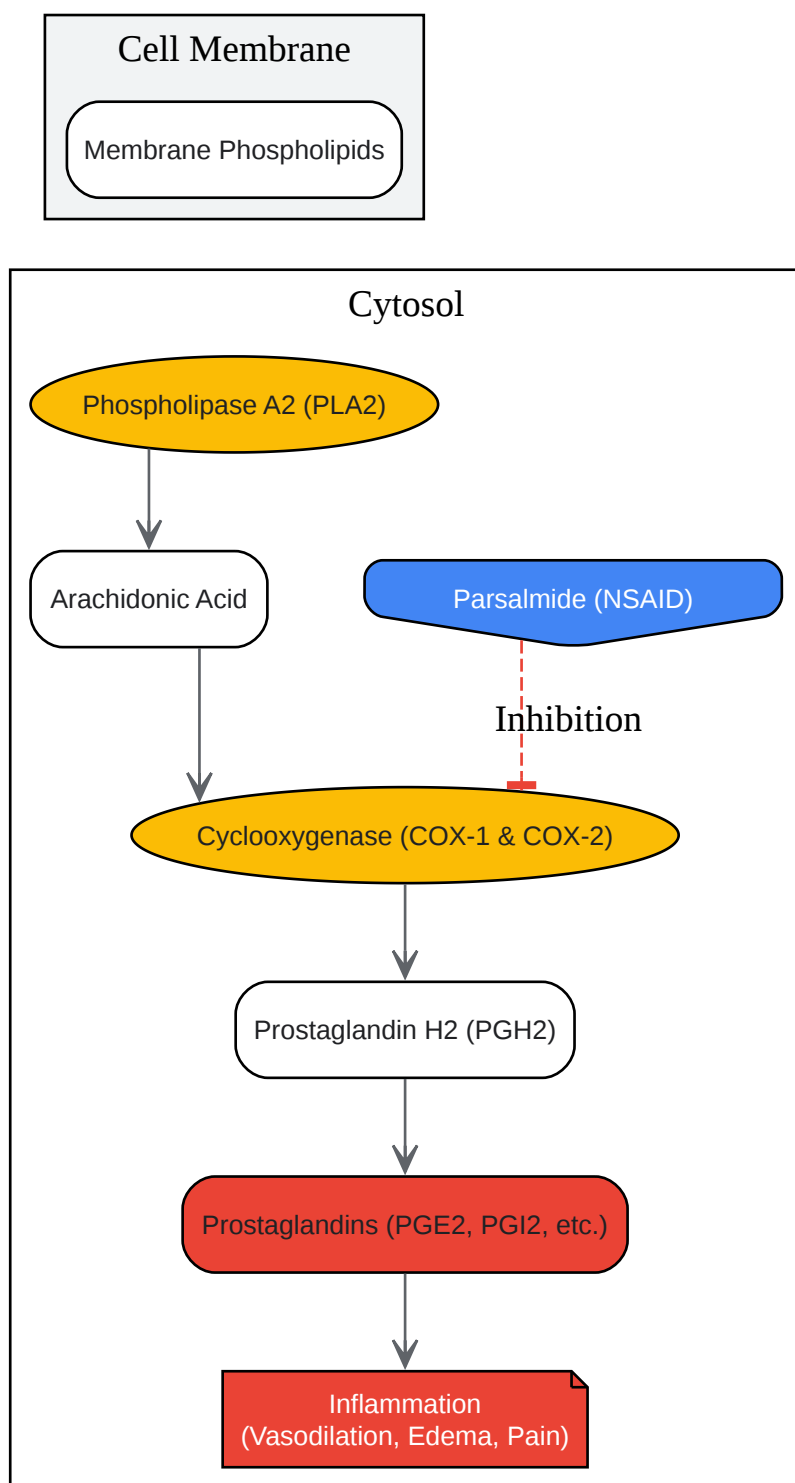 Cell Membrane
Membrane Phospholipids
Cytosol
Phospholipase A2 (PLA2)
Arachidonic Acid
Parsalmide (NSAID)
Inhibition
Cyclooxygenase (COX-1 & COX-2)
Prostaglandin H2 (PGH2)
Prostaglandins (PGE2, PGI2, etc.)
Inflammation
(Vasodilation, Edema, Pain)